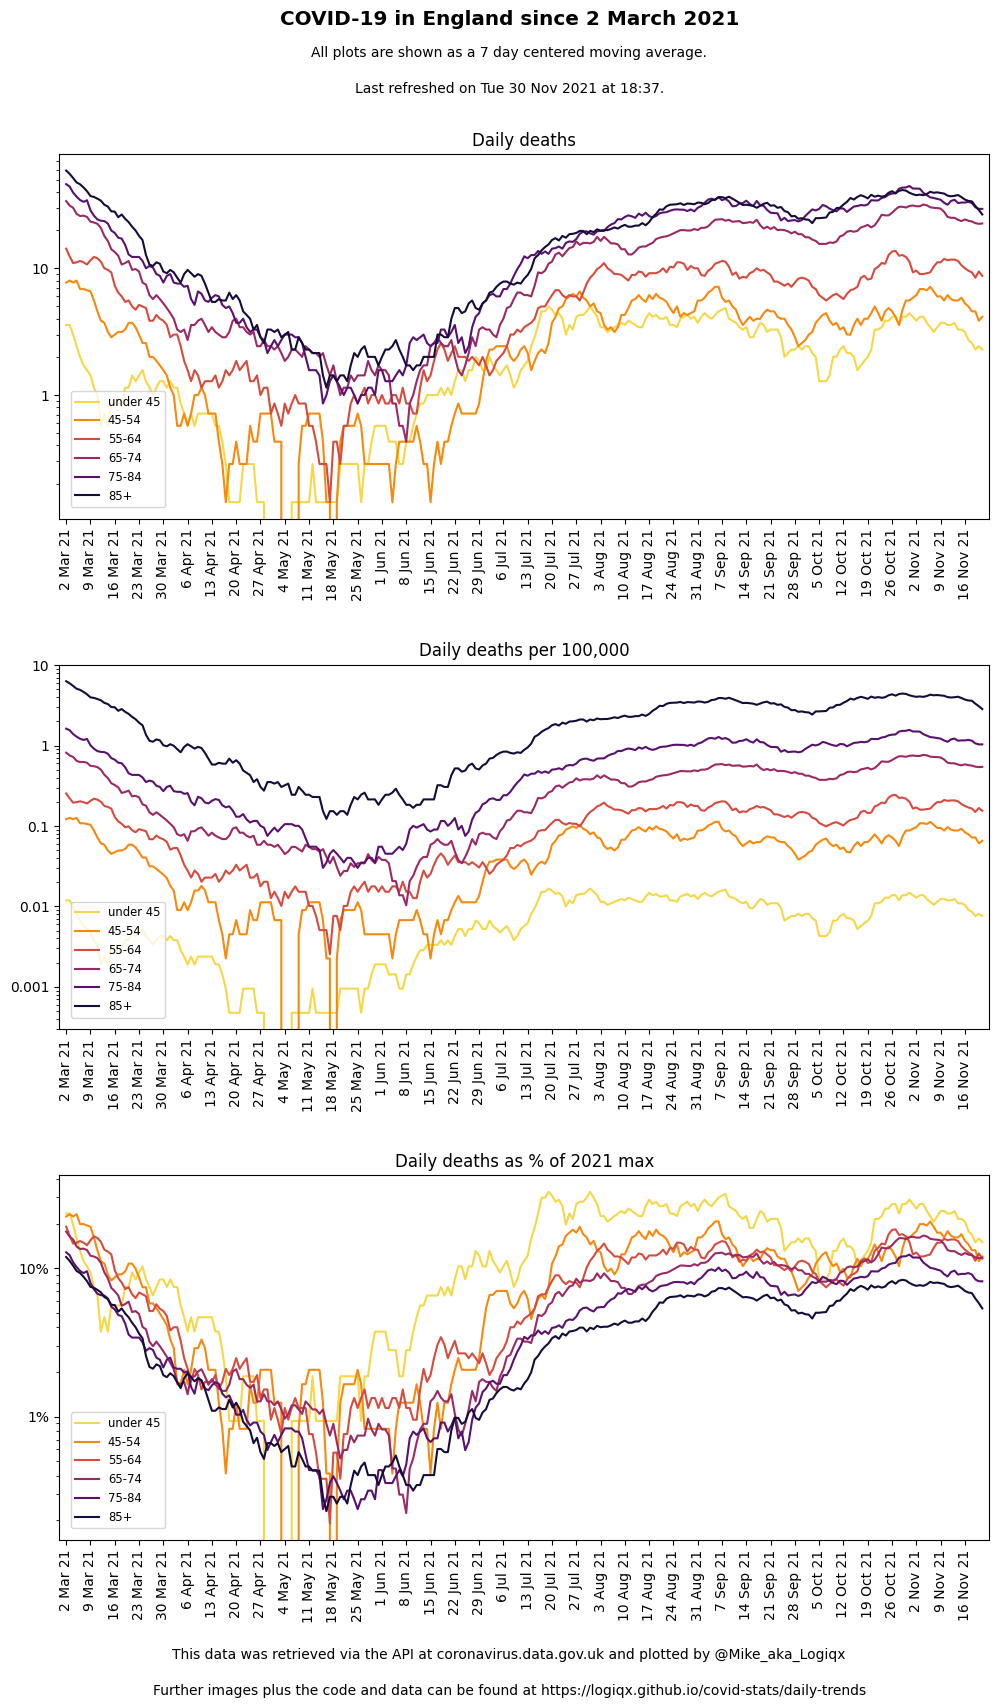 COVID-19 in England since 2 March 2021
All plots are shown as a 7 day centered moving average.
Last refreshed on Tue 30 Nov 2021 at 18:37.
Daily deaths
10
1
under 45
45-54
55-64
65-74
75-84
85+
2 Mar 21 9 Mar 21 16 Mar 21 23 Mar 21 30 Mar 21 6 Apr 21 13 Apr 21 20 Apr 21 27 Apr 21 4 May 21 11 May 21 18 May 21 25 May 21 1 Jun 21 8 Jun 21 15 Jun 21 22 Jun 21 29 Jun 21 6 Jul 21 13 Jul 21 20 Jul 21 27 Jul 21 3 Aug 21 10 Aug 21 17 Aug 21 24 Aug 21 31 Aug 21 7 Sep 21 14 Sep 21 21 Sep 21 28 Sep 21 5 Oct 21 12 Oct 21 19 Oct 21 26 Oct 21 2 Nov 21 9 Nov 21 16 Nov 21
Daily deaths per 100,000
10
1
0.1
0.01
0.001
under 45
45-54
55-64
65-74
75-84
85+
2 Mar 21 9 Mar 21 16 Mar 21 23 Mar 21 30 Mar 21 6 Apr 21 13 Apr 21 20 Apr 21 27 Apr 21 4 May 21 11 May 21 18 May 21 25 May 21 1 Jun 21 8 Jun 21 15 Jun 21 22 Jun 21 29 Jun 21 6 Jul 21 13 Jul 21 20 Jul 21 27 Jul 21 3 Aug 21 10 Aug 21 17 Aug 21 24 Aug 21 31 Aug 21 7 Sep 21 14 Sep 21 21 Sep 21 28 Sep 21 5 Oct 21 12 Oct 21 19 Oct 21 26 Oct 21 2 Nov 21 9 Nov 21 16 Nov 21
Daily deaths as % of 2021 max
10%
1%
under 45
45-54
55-64
65-74
75-84
85+
2 Mar 21 9 Mar 21 16 Mar 21 23 Mar 21 30 Mar 21 6 Apr 21 13 Apr 21 20 Apr 21 27 Apr 21 4 May 21 11 May 21 18 May 21 25 May 21 1 Jun 21 8 Jun 21 15 Jun 21 22 Jun 21 29 Jun 21 6 Jul 21 13 Jul 21 20 Jul 21 27 Jul 21 3 Aug 21 10 Aug 21 17 Aug 21 24 Aug 21 31 Aug 21 7 Sep 21 14 Sep 21 21 Sep 21 28 Sep 21 5 Oct 21 12 Oct 21 19 Oct 21 26 Oct 21 2 Nov 21 9 Nov 21 16 Nov 21
This data was retrieved via the API at coronavirus.data.gov.uk and plotted by @Mike_aka_Logiqx
Further images plus the code and data can be found at https://logiqx.github.io/covid-stats/daily-trends